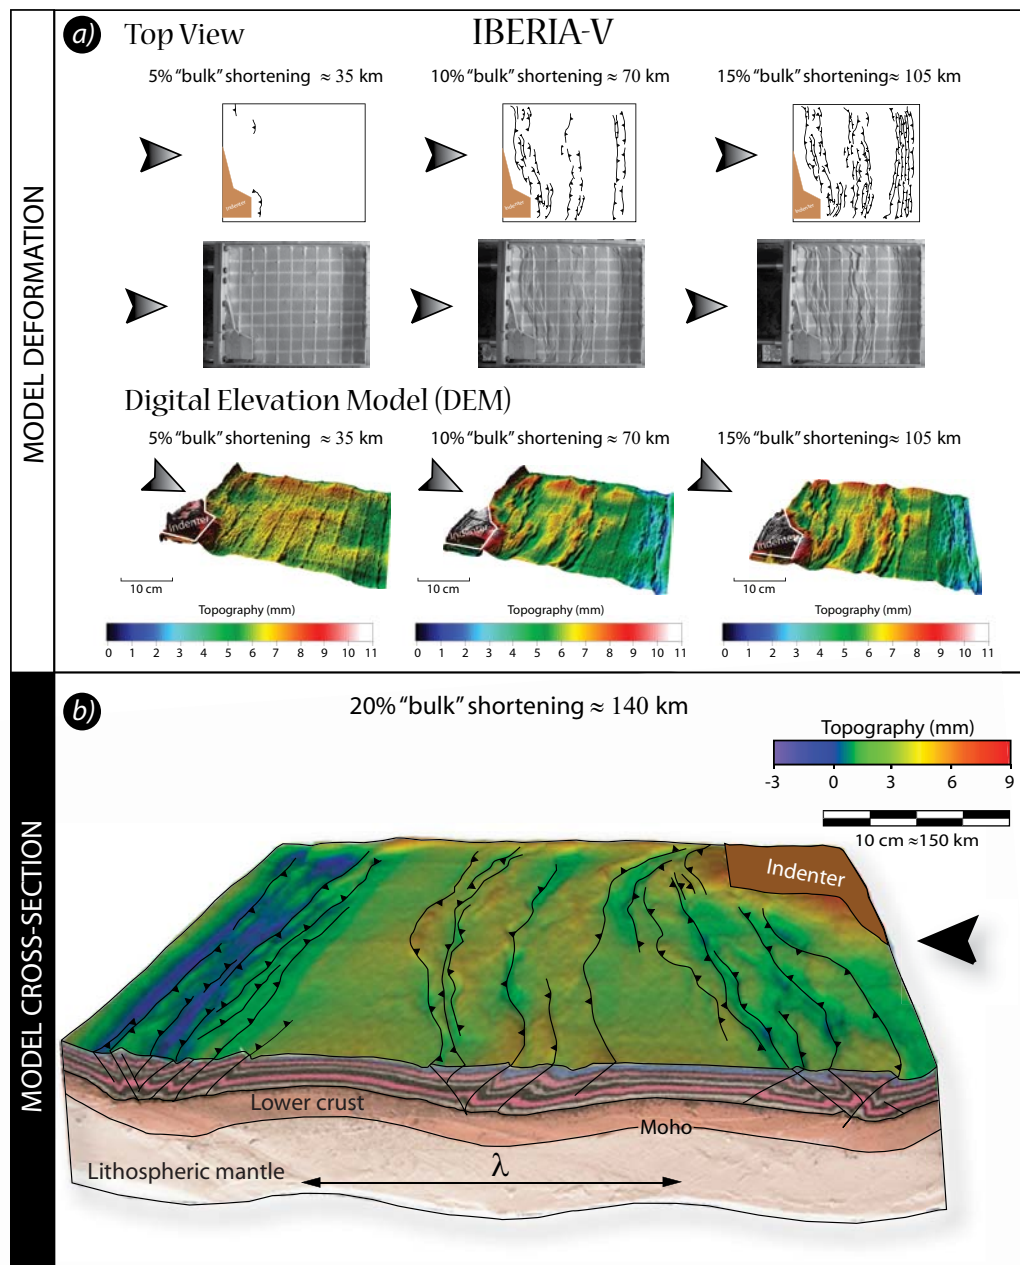 MODEL DEFORMATION
a) Top View
IBERIA-V
5% “bulk” shortening ≈ 35 km
10% “bulk” shortening ≈ 70 km
15% “bulk” shortening≈ 105 km
Indenter
Indenter
Indenter
Digital Elevation Model (DEM)
5% “bulk” shortening ≈ 35 km
10% “bulk” shortening ≈ 70 km
15% “bulk” shortening≈ 105 km
Indenter
Indenter
Indenter
10 cm
10 cm
10 cm
Topography (mm)
Topography (mm)
Topography (mm)
0 1 2 3 4 5 6 7 8 9 10 11
0 1 2 3 4 5 6 7 8 9 10 11
0 1 2 3 4 5 6 7 8 9 10 11
MODEL CROSS-SECTION
b)
20% “bulk” shortening ≈ 140 km
Topography (mm)
-3 0 3 6 9
10 cm ≈150 km
Indenter
Lower crust
Moho
Lithospheric mantle
λ